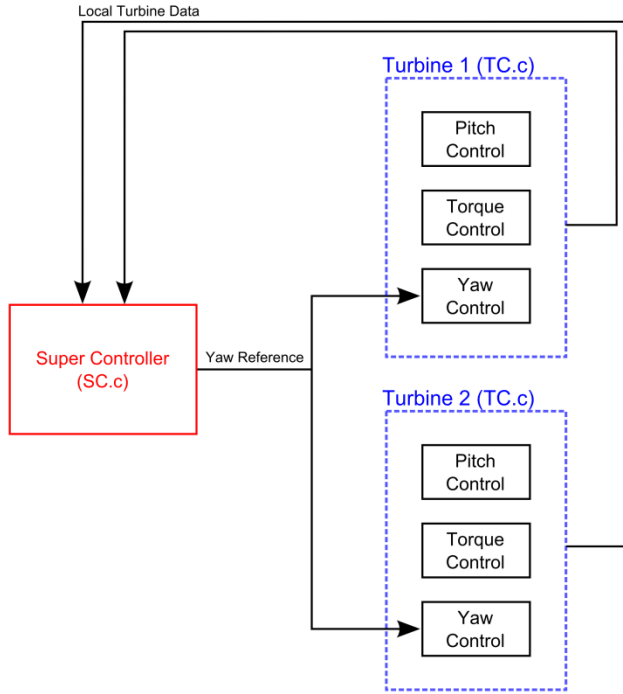 Local Turbine Data
Turbine 1 (TC.c)
Pitch
Control
Torque
Control
Yaw
Control
Super Controller
(SC.c)
Yaw Reference
Turbine 2 (TC.c)
Pitch
Control
Torque
Control
Yaw
Control